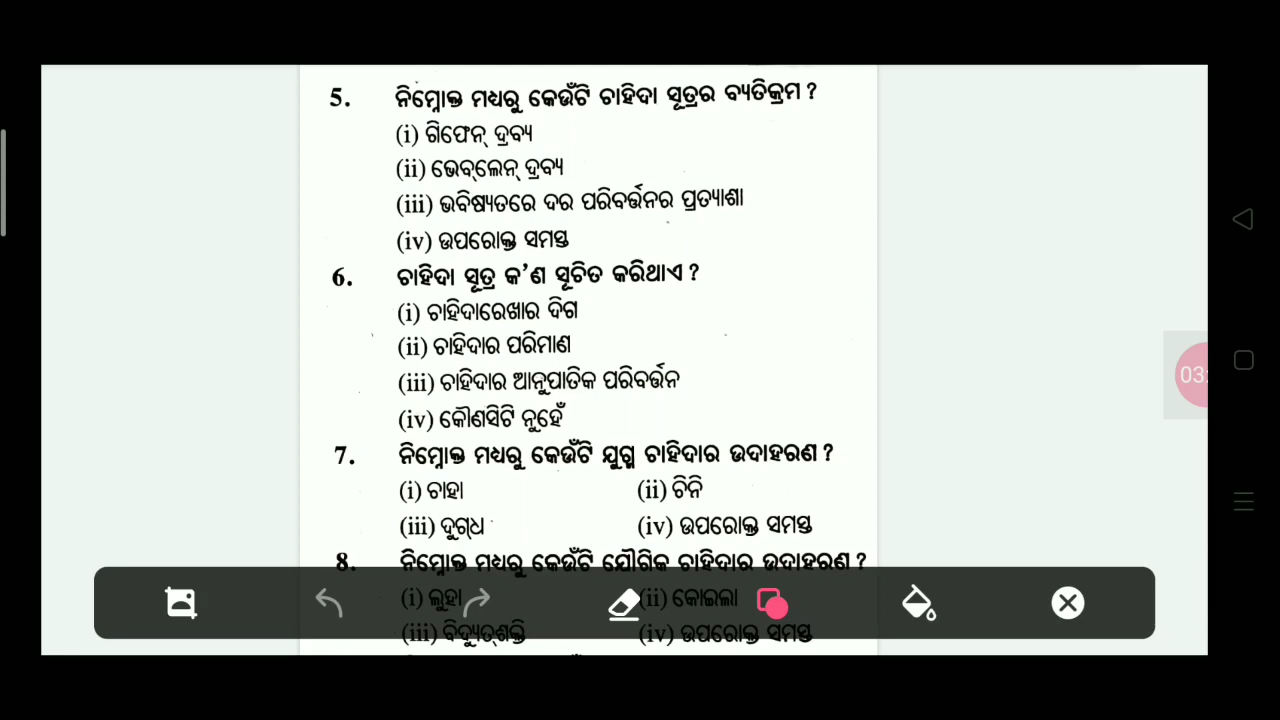 5. ନିମ୍ନୋକ୍ତ ମଧ୍ୟରୁ କେଉଁଟି ଚାହିଦା ସୂତ୍ରର ବ୍ୟତିକ୍ରମ ?
(i) ଗିଫେନ୍ ଦ୍ରବ୍ୟ
(ii) ଭେବ୍‌ଲେନ୍ ଦ୍ରବ୍ୟ
(iii) ଭବିଷ୍ୟତରେ ଦର ପରିବର୍ତ୍ତନର ପ୍ରତ୍ୟାଶା
(iv) ଉପରୋକ୍ତ ସମସ୍ତ
6. ଚାହିଦା ସୂତ୍ର କ'ଣ ସୂଚିତ କରିଥାଏ ?
(i) ଚାହିଦାରେଖାର ଦିଗ
(ii) ଚାହିଦାର ପରିମାଣ
(iii) ଚାହିଦାର ଆନୁପାତିକ ପରିବର୍ତ୍ତନ
(iv) କୌଣସିଟି ନୁହେଁ
7. ନିମ୍ନୋକ୍ତ ମଧ୍ୟରୁ କେଉଁଟି ଯୁଗ୍ମ ଚାହିଦାର ଉଦାହରଣ ?
(i) ଚାହା (ii) ଚିନି
(iii) ଦୁଗ୍ଧ (iv) ଉପରୋକ୍ତ ସମସ୍ତ
8. ନିମ୍ନୋକ୍ତ ମଧ୍ୟରୁ କେଉଁଟି ଯୌଗିକ ଚାହିଦାର ଉଦାହରଣ ?
(i) ଲୁହା (ii) କୋଇଲା
(iii) ବିଦ୍ୟୁତ୍‌ଶକ୍ତି (iv) ଉପରୋକ୍ତ ସମସ୍ତ
03: